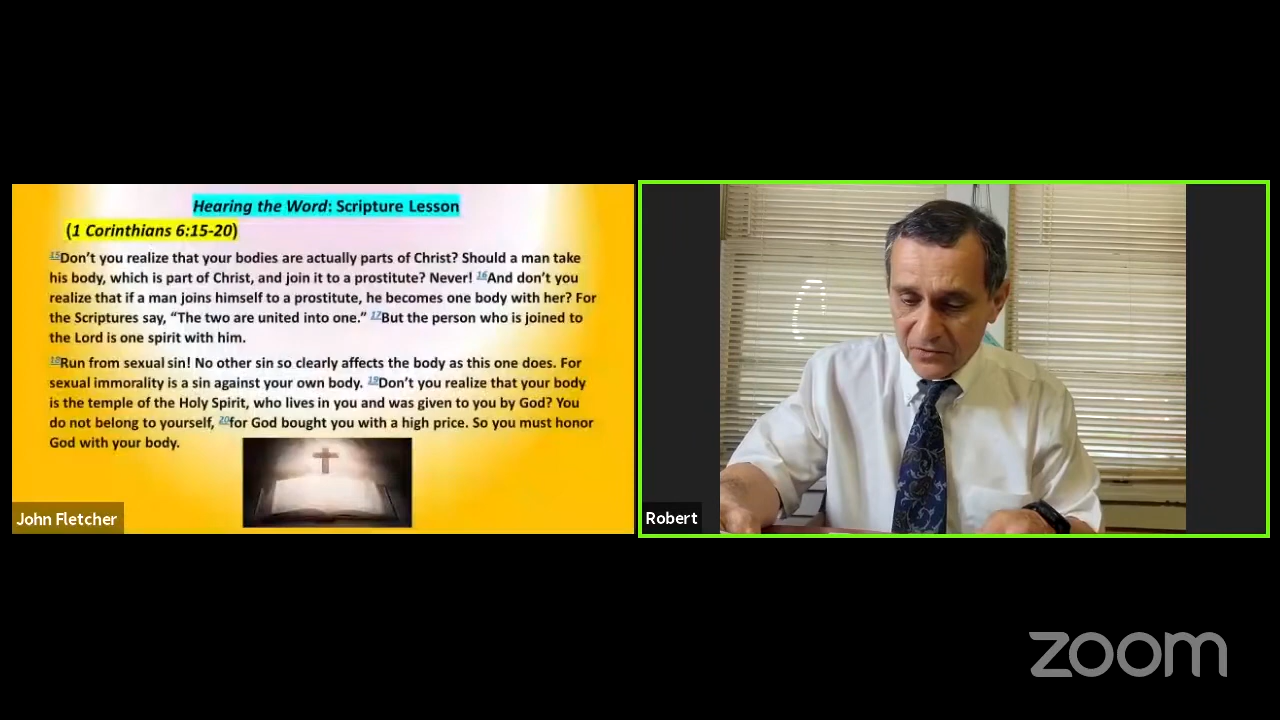 Hearing the Word: Scripture Lesson
(1 Corinthians 6:15-20)
15Don’t you realize that your bodies are actually parts of Christ? Should a man take
his body, which is part of Christ, and join it to a prostitute? Never! 16And don’t you
realize that if a man joins himself to a prostitute, he becomes one body with her? For
the Scriptures say, “The two are united into one.” 17But the person who is joined to
the Lord is one spirit with him.
18Run from sexual sin! No other sin so clearly affects the body as this one does. For
sexual immorality is a sin against your own body. 19Don’t you realize that your body
is the temple of the Holy Spirit, who lives in you and was given to you by God? You
do not belong to yourself, 20for God bought you with a high price. So you must honor
God with your body.
John Fletcher
Robert
zoom